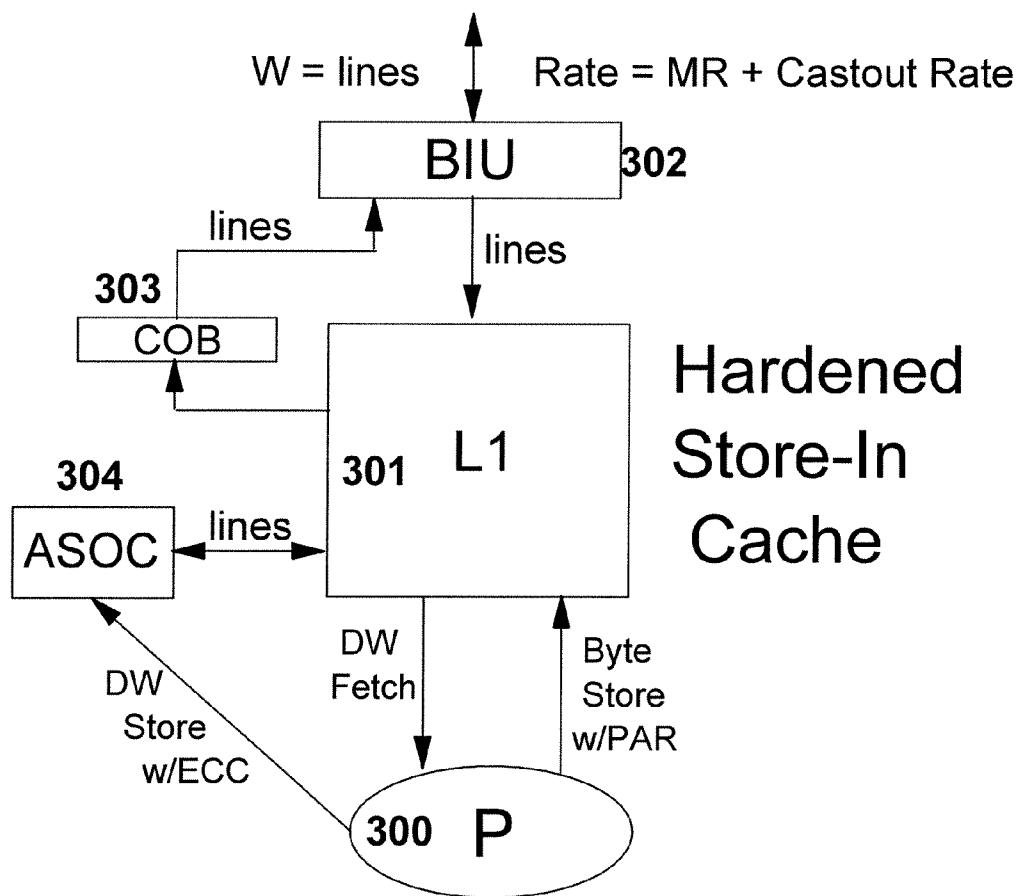 W = lines
Rate = MR + Castout Rate
BIU
302
lines
lines
303
COB
Hardened
Store-In
Cache
L1
301
304
lines
ASOC
DW
Fetch
Byte
Store
w/PAR
DW
Store
w/ECC
300
P